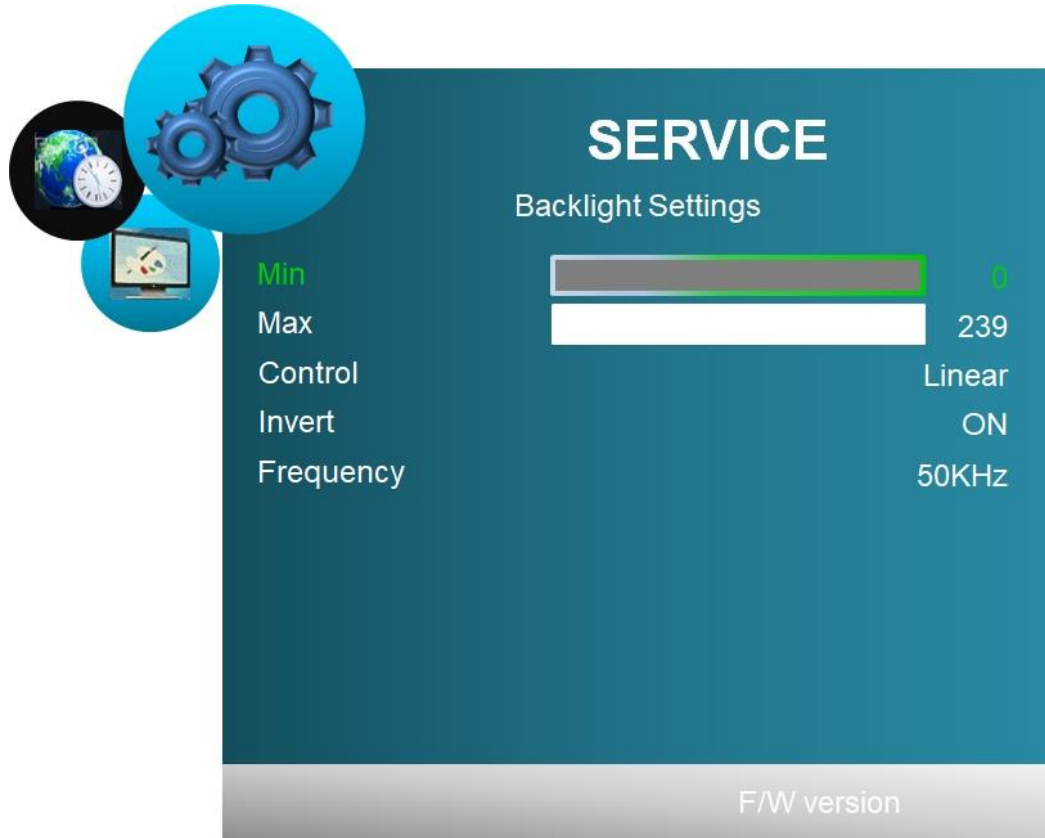 SERVICE
Backlight Settings
Min 0
Max 239
Control Linear
Invert ON
Frequency 50KHz
F/W version